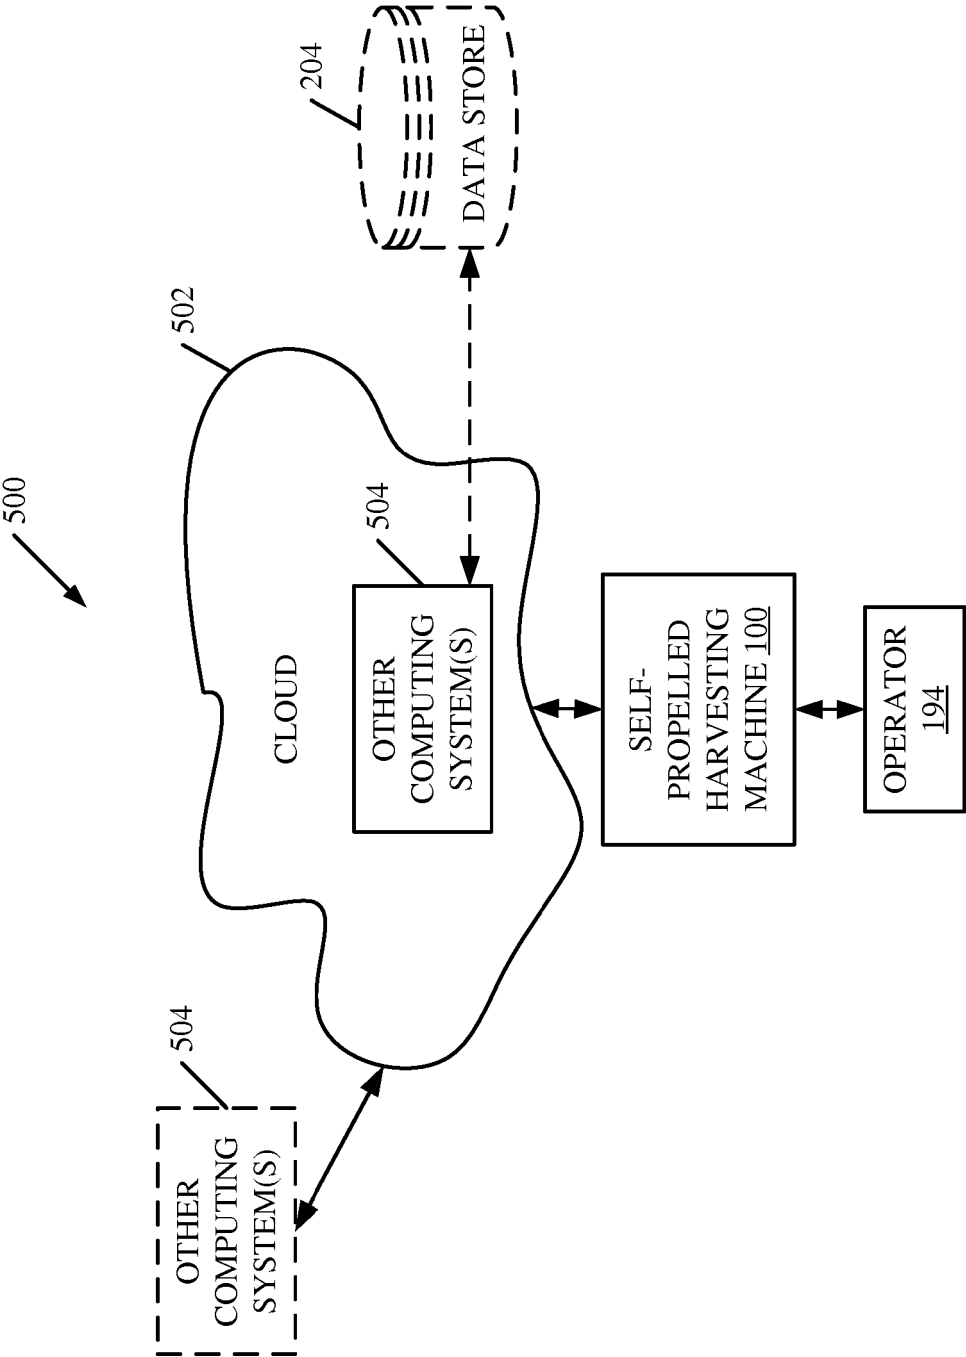 500
502
204
DATA STORE
CLOUD
504
OTHER
COMPUTING
SYSTEM(S)
504
OTHER
COMPUTING
SYSTEM(S)
SELF-
PROPELLED
HARVESTING
MACHINE 100
OPERATOR
194